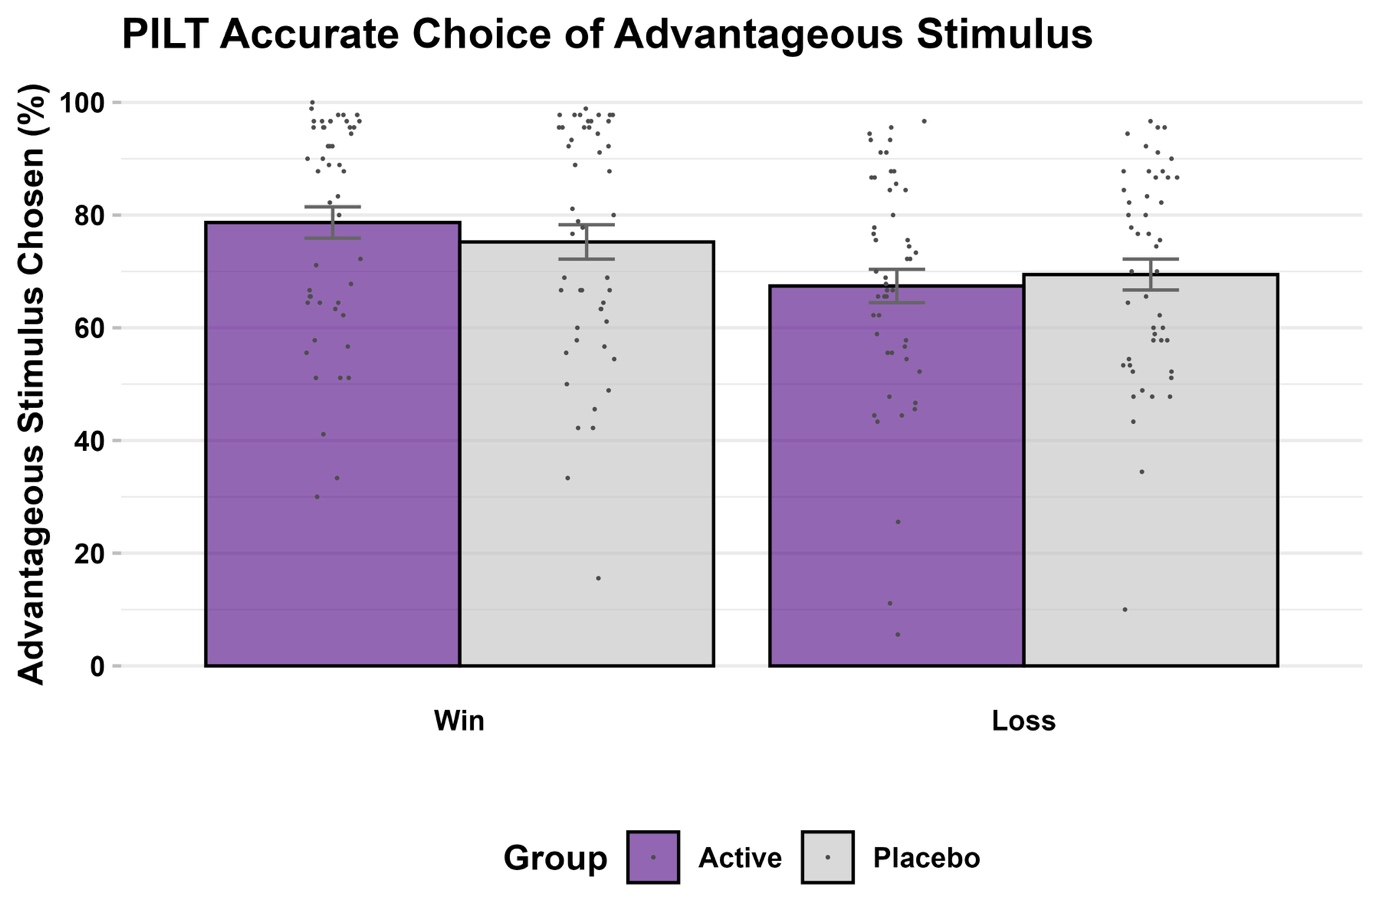 PILT Accurate Choice of Advantageous Stimulus
Advantageous Stimulus Chosen (%)
100
80
60
40
20
0
Win Loss
Group Active Placebo